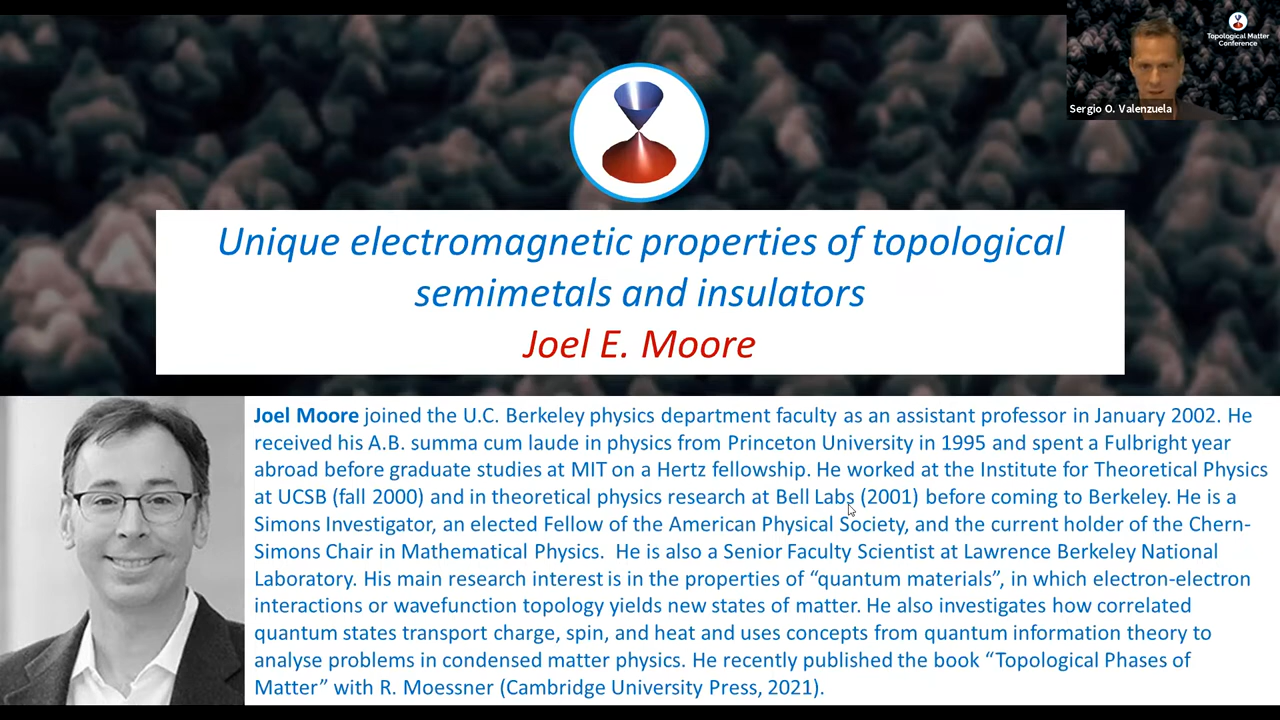 Topological Matter
Conference
Sergio O. Valenzuela
Unique electromagnetic properties of topological
semimetals and insulators
Joel E. Moore
Joel Moore joined the U.C. Berkeley physics department faculty as an assistant professor in January 2002. He
received his A.B. summa cum laude in physics from Princeton University in 1995 and spent a Fulbright year
abroad before graduate studies at MIT on a Hertz fellowship. He worked at the Institute for Theoretical Physics
at UCSB (fall 2000) and in theoretical physics research at Bell Labs (2001) before coming to Berkeley. He is a
Simons Investigator, an elected Fellow of the American Physical Society, and the current holder of the Chern-
Simons Chair in Mathematical Physics. He is also a Senior Faculty Scientist at Lawrence Berkeley National
Laboratory. His main research interest is in the properties of “quantum materials”, in which electron-electron
interactions or wavefunction topology yields new states of matter. He also investigates how correlated
quantum states transport charge, spin, and heat and uses concepts from quantum information theory to
analyse problems in condensed matter physics. He recently published the book “Topological Phases of
Matter” with R. Moessner (Cambridge University Press, 2021).